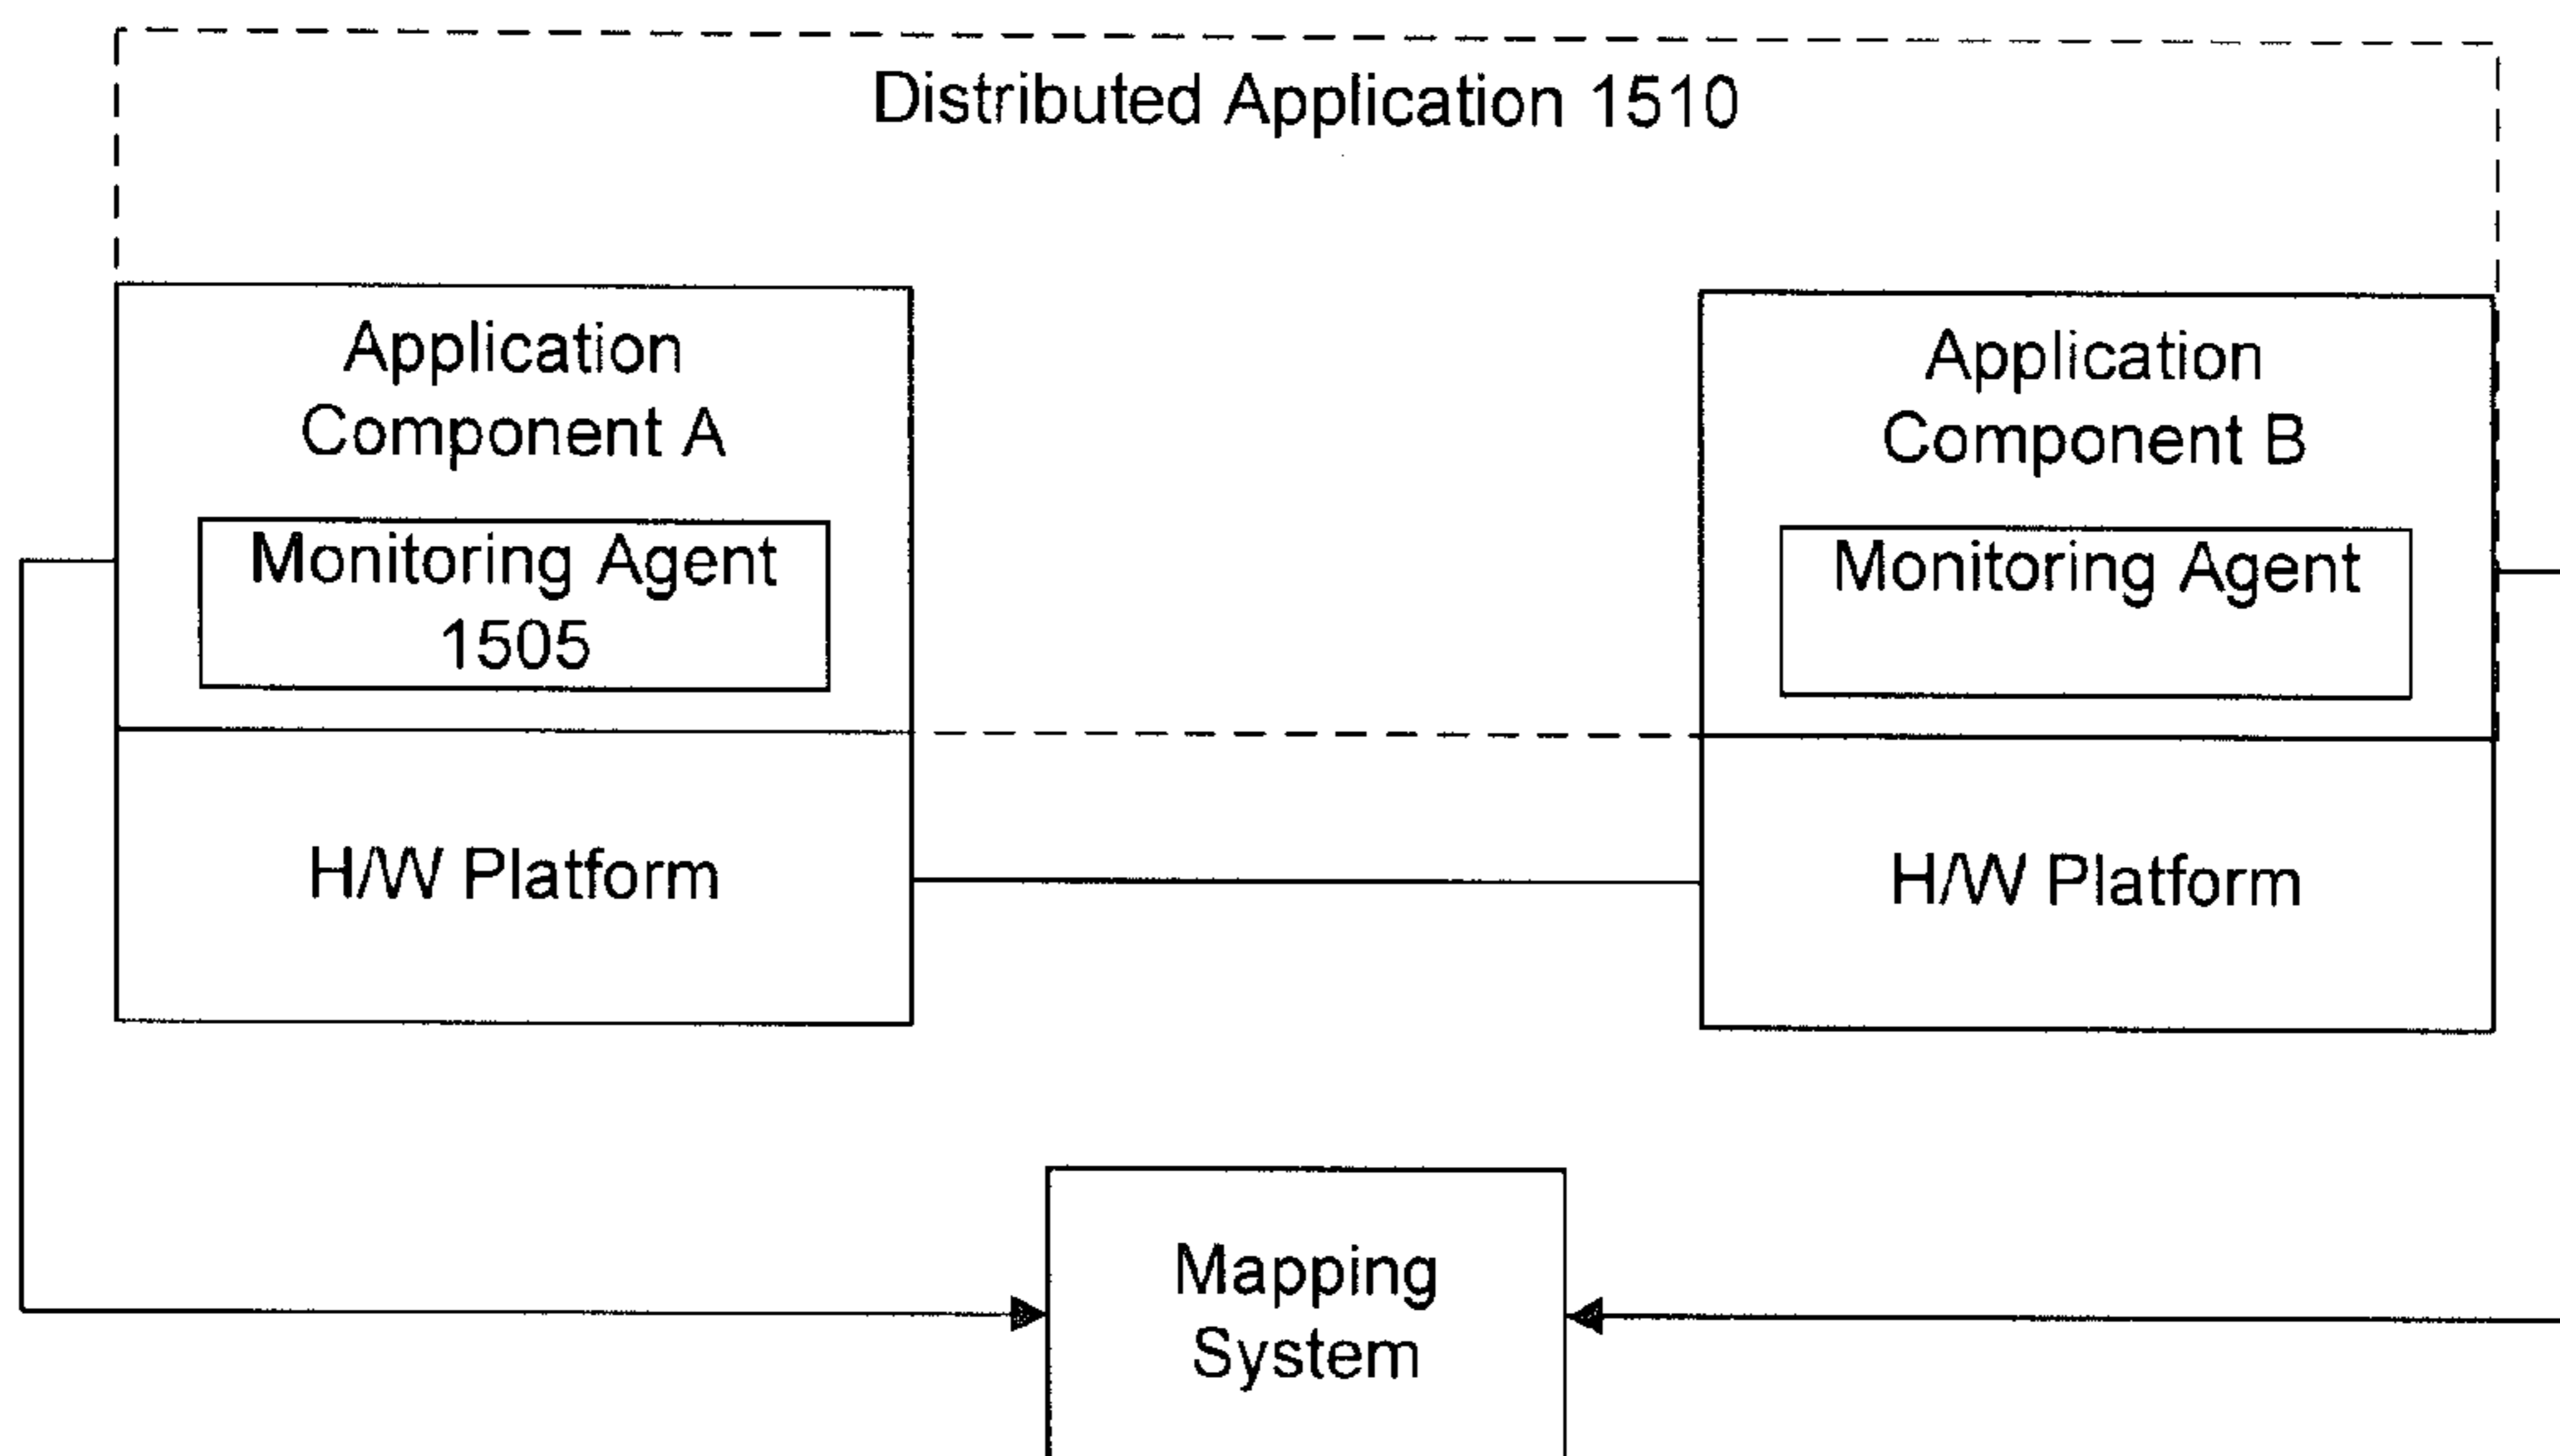 Distributed Application 1510
Application
Component A
Monitoring Agent
1505
H/W Platform
Application
Component B
Monitoring Agent
H/W Platform
Mapping
System